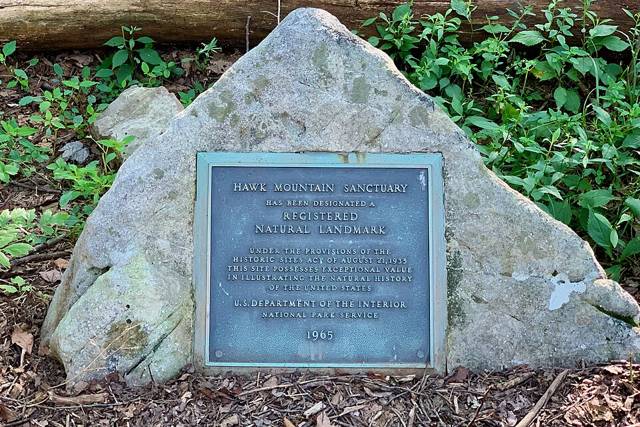 HAWK MOUNTAIN SANCTUARY
HAS BEEN DESIGNATED A
REGISTERED
NATURAL LANDMARK
UNDER THE PROVISIONS OF THE
HISTORIC SITES ACT OF AUGUST 21, 1935
THIS SITE POSSESSES EXCEPTIONAL VALUE
IN ILLUSTRATING THE NATURAL HISTORY
OF THE UNITED STATES
U.S. DEPARTMENT OF THE INTERIOR
NATIONAL PARK SERVICE
1965